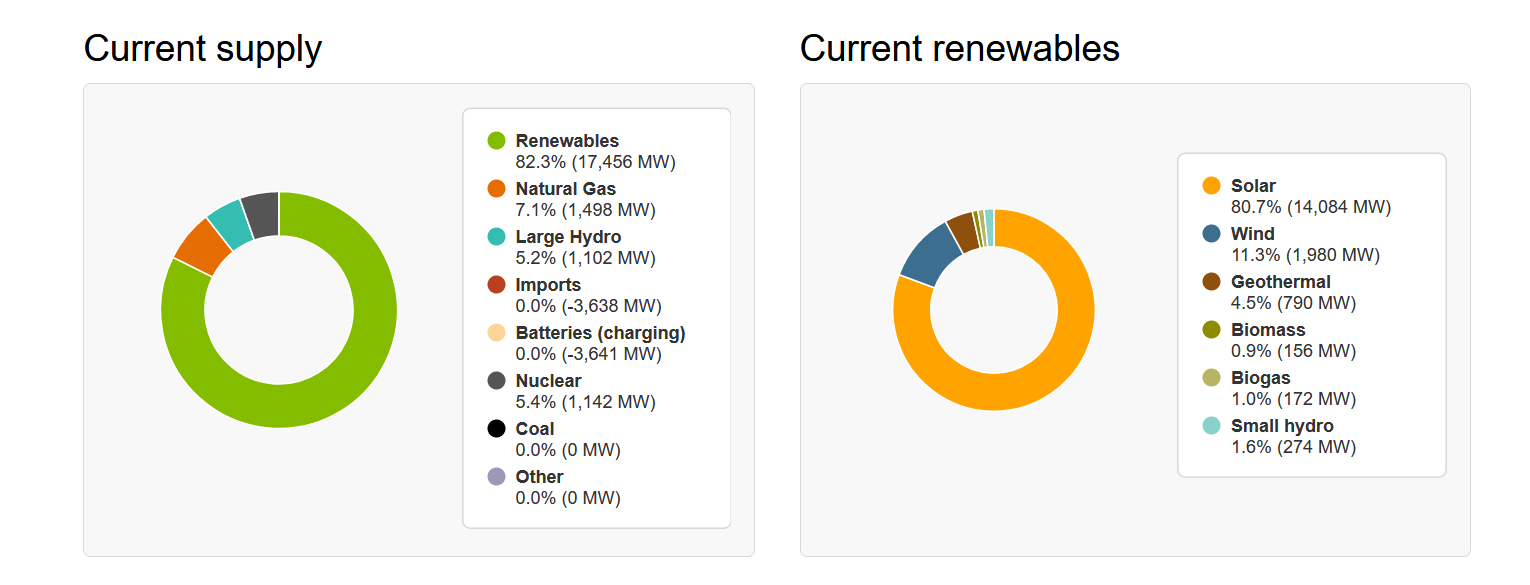 Current supply
Renewables
82.3% (17,456 MW)
Natural Gas
7.1% (1,498 MW)
Large Hydro
5.2% (1,102 MW)
Imports
0.0% (-3,638 MW)
Batteries (charging)
0.0% (-3,641 MW)
Nuclear
5.4% (1,142 MW)
Coal
0.0% (0 MW)
Other
0.0% (0 MW)
Current renewables
Solar
80.7% (14,084 MW)
Wind
11.3% (1,980 MW)
Geothermal
4.5% (790 MW)
Biomass
0.9% (156 MW)
Biogas
1.0% (172 MW)
Small hydro
1.6% (274 MW)